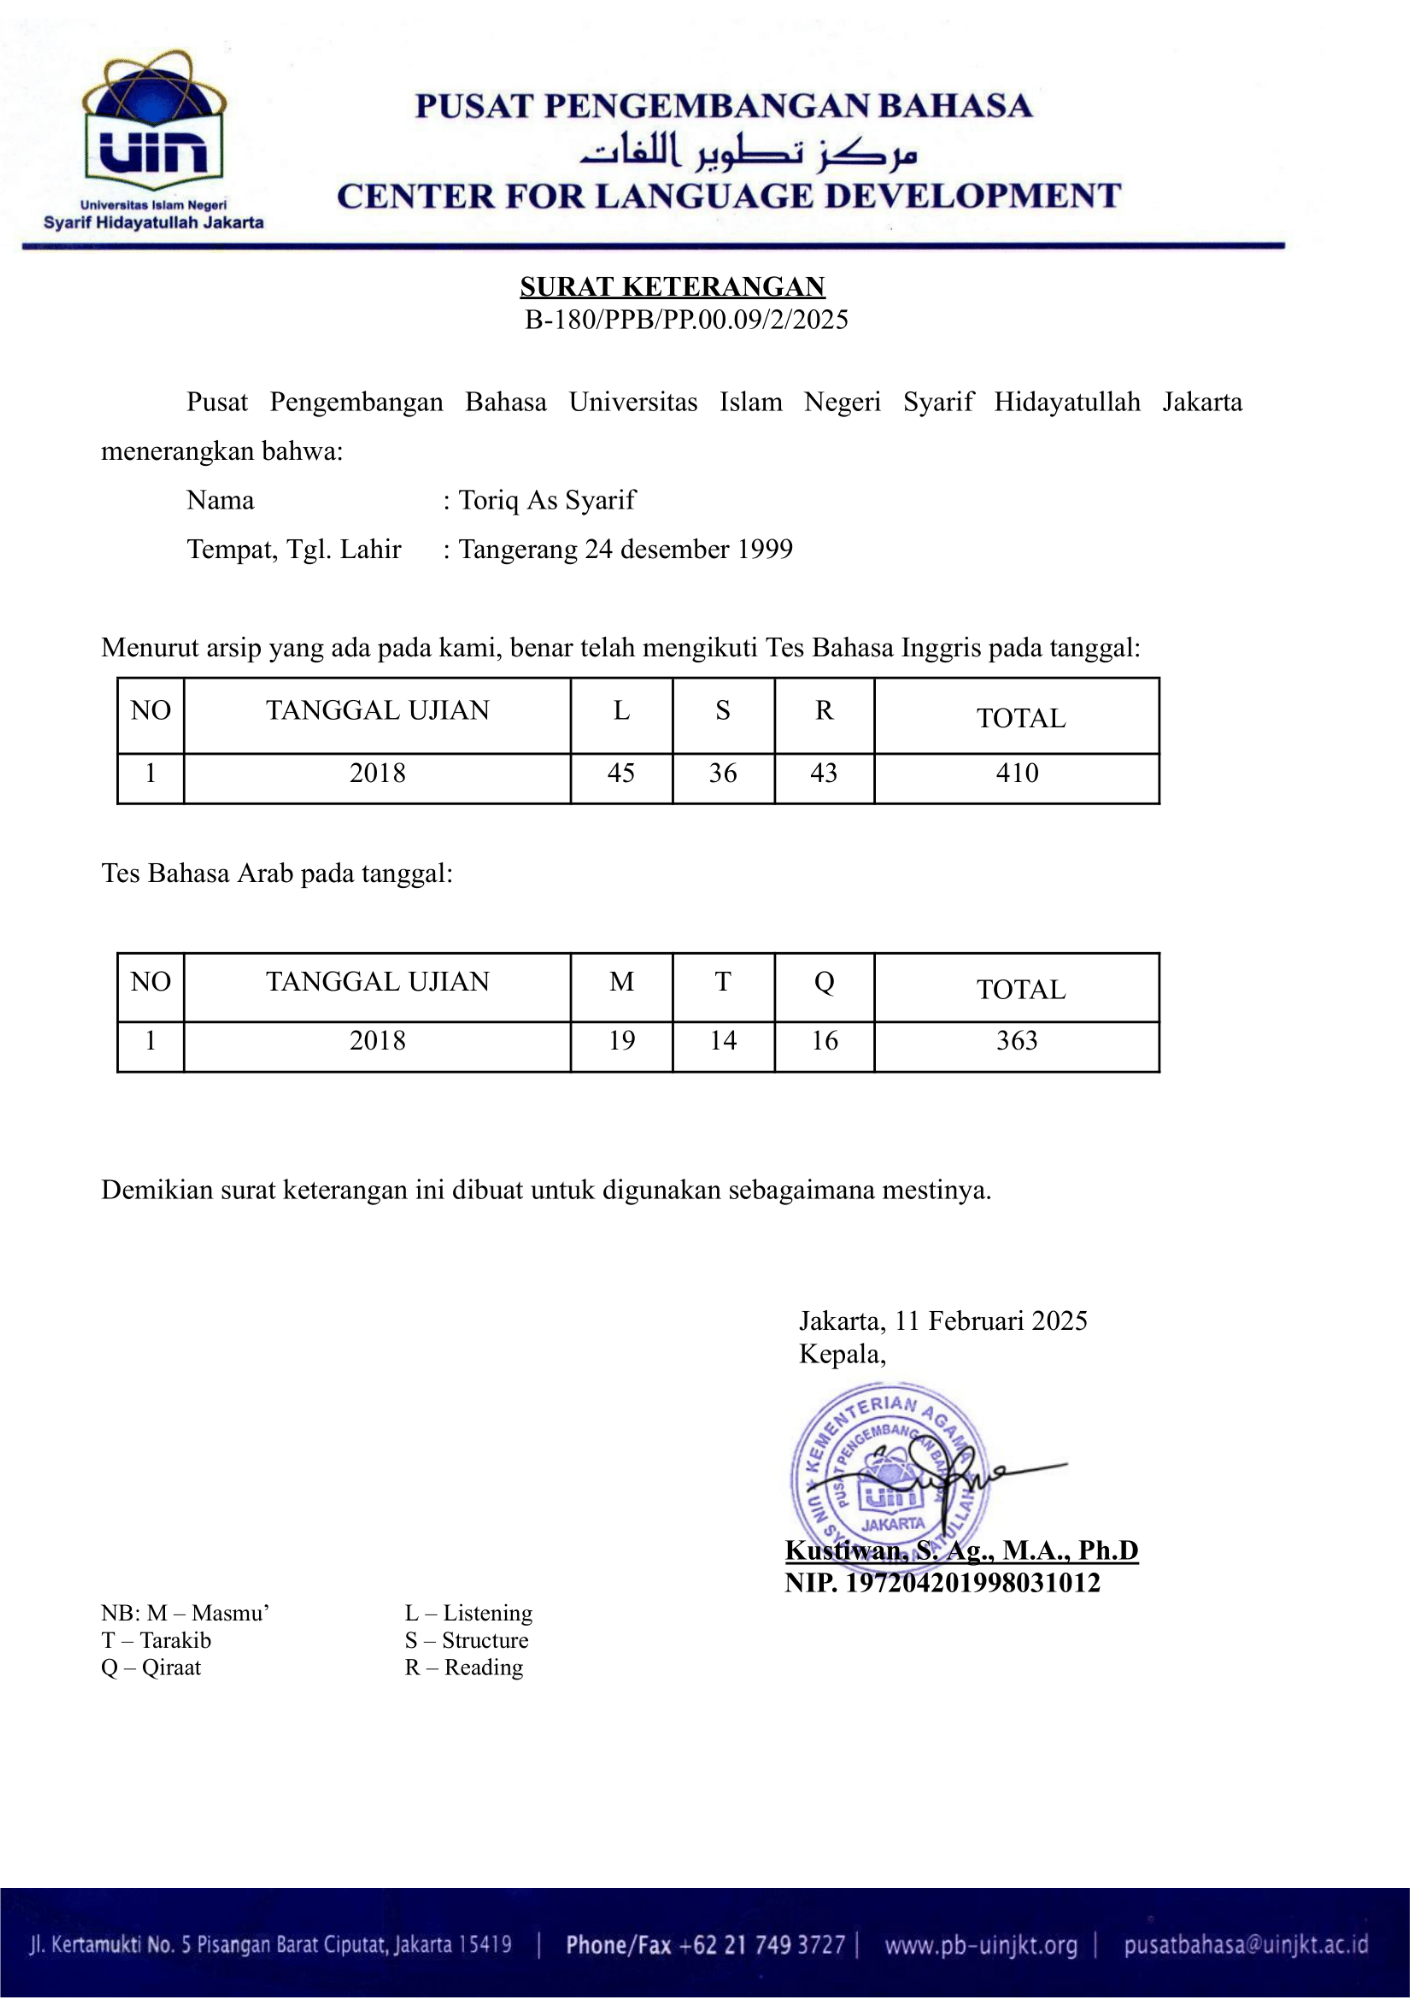 uin
Universitas Islam Negeri
Syarif Hidayatullah Jakarta
PUSAT PENGEMBANGAN BAHASA
مركز تطوير اللغات
CENTER FOR LANGUAGE DEVELOPMENT
SURAT KETERANGAN
B-180/PPB/PP.00.09/2/2025
Pusat Pengembangan Bahasa Universitas Islam Negeri Syarif Hidayatullah Jakarta
menerangkan bahwa:
Nama : Toriq As Syarif
Tempat, Tgl. Lahir : Tangerang 24 desember 1999
Menurut arsip yang ada pada kami, benar telah mengikuti Tes Bahasa Inggris pada tanggal:
NO TANGGAL UJIAN L S R TOTAL
1 2018 45 36 43 410
Tes Bahasa Arab pada tanggal:
NO TANGGAL UJIAN M T Q TOTAL
1 2018 19 14 16 363
Demikian surat keterangan ini dibuat untuk digunakan sebagaimana mestinya.
Jakarta, 11 Februari 2025
Kepala,
KEMENTERIAN AGAMA
PUSAT PENGEMBANGAN BAHASA
uin
JAKARTA
UIN SYARIF HIDAYATULLAH
Kustiwan, S. Ag., M.A., Ph.D
NIP. 197204201998031012
NB: M – Masmu’ L – Listening
T – Tarakib S – Structure
Q – Qiraat R – Reading
Jl. Kertamukti No. 5 Pisangan Barat Ciputat, Jakarta 15419 | Phone/Fax +62 21 749 3727 | www.pb-uinjkt.org | pusatbahasa@uinjkt.ac.id